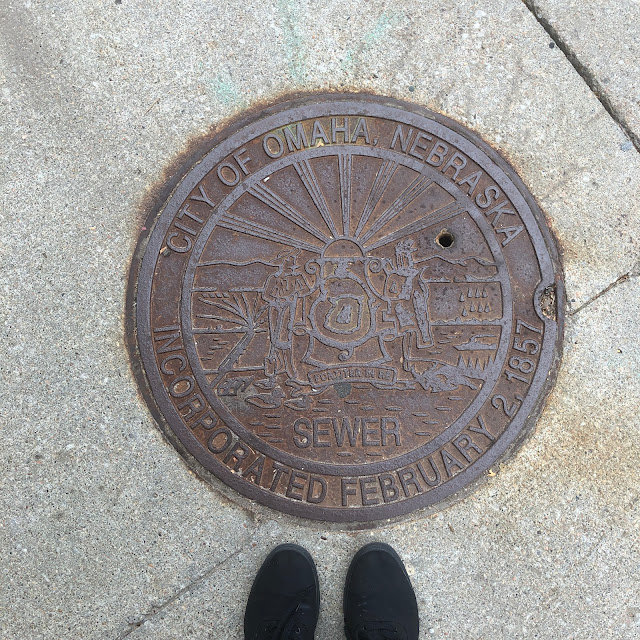 CITY OF OMAHA, NEBRASKA
SEWER
INCORPORATED FEBRUARY 2, 1857